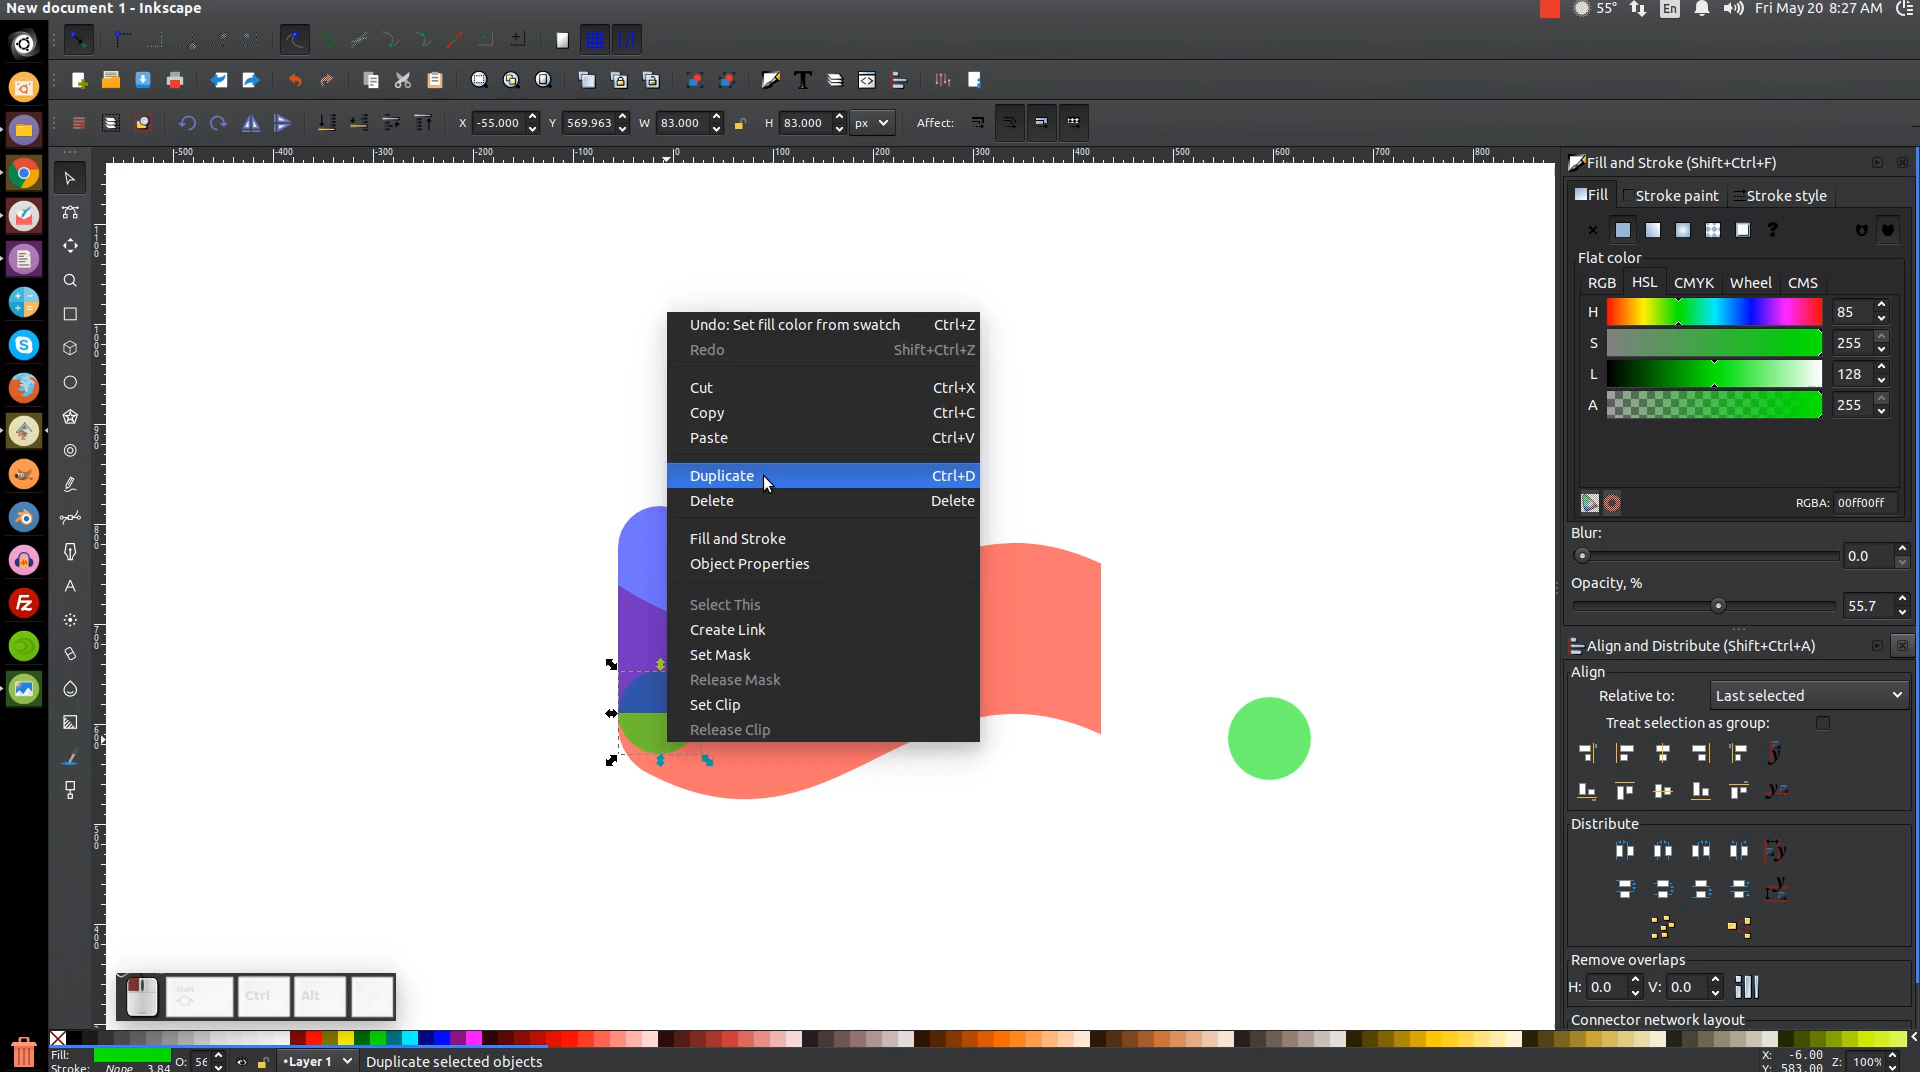 New document 1 - Inkscape
55°
En
Fri May 20 8:27 AM
X -55.000 Y 569.963 W 83.000 H 83.000 px Affect:
-500 -400 -300 -200 -100 0 100 200 300 400 500 600 700 800
Undo: Set fill color from swatch Ctrl+Z
Redo Shift+Ctrl+Z
Cut Ctrl+X
Copy Ctrl+C
Paste Ctrl+V
Duplicate Ctrl+D
Delete Delete
Fill and Stroke
Object Properties
Select This
Create Link
Set Mask
Release Mask
Set Clip
Release Clip
Fill and Stroke (Shift+Ctrl+F)
Fill Stroke paint Stroke style
?
Flat color
RGB HSL CMYK Wheel CMS
H 85
S 255
L 128
A 255
RGBA: 00ff00ff
Blur:
0.0
Opacity, %
55.7
Align and Distribute (Shift+Ctrl+A)
Align
Relative to: Last selected
Treat selection as group:
Distribute
Remove overlaps
H: 0.0 V: 0.0
Connector network layout
Shift Ctrl Alt
Fill:
O: 56
Layer 1
Duplicate selected objects
Stroke: None 3.84
X: -6.00
Y: 583.00
Z: 100%